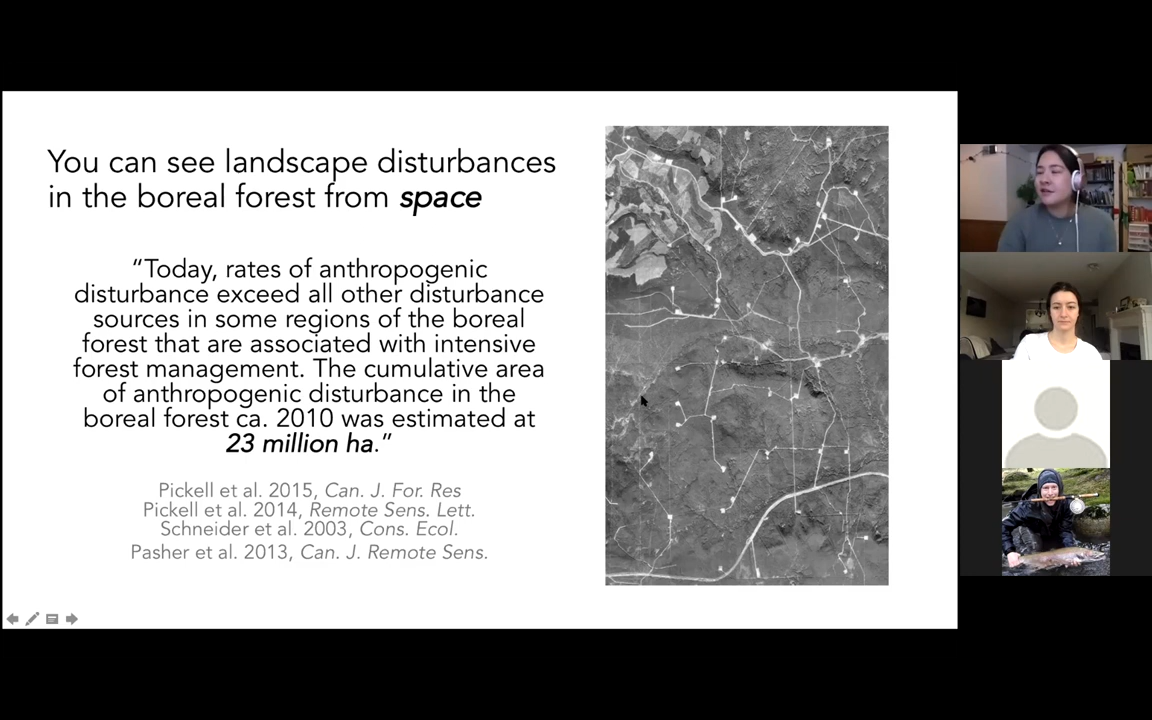 You can see landscape disturbances
in the boreal forest from space
“Today, rates of anthropogenic
disturbance exceed all other disturbance
sources in some regions of the boreal
forest that are associated with intensive
forest management. The cumulative area
of anthropogenic disturbance in the
boreal forest ca. 2010 was estimated at
23 million ha.”
Pickell et al. 2015, Can. J. For. Res
Pickell et al. 2014, Remote Sens. Lett.
Schneider et al. 2003, Cons. Ecol.
Pasher et al. 2013, Can. J. Remote Sens.